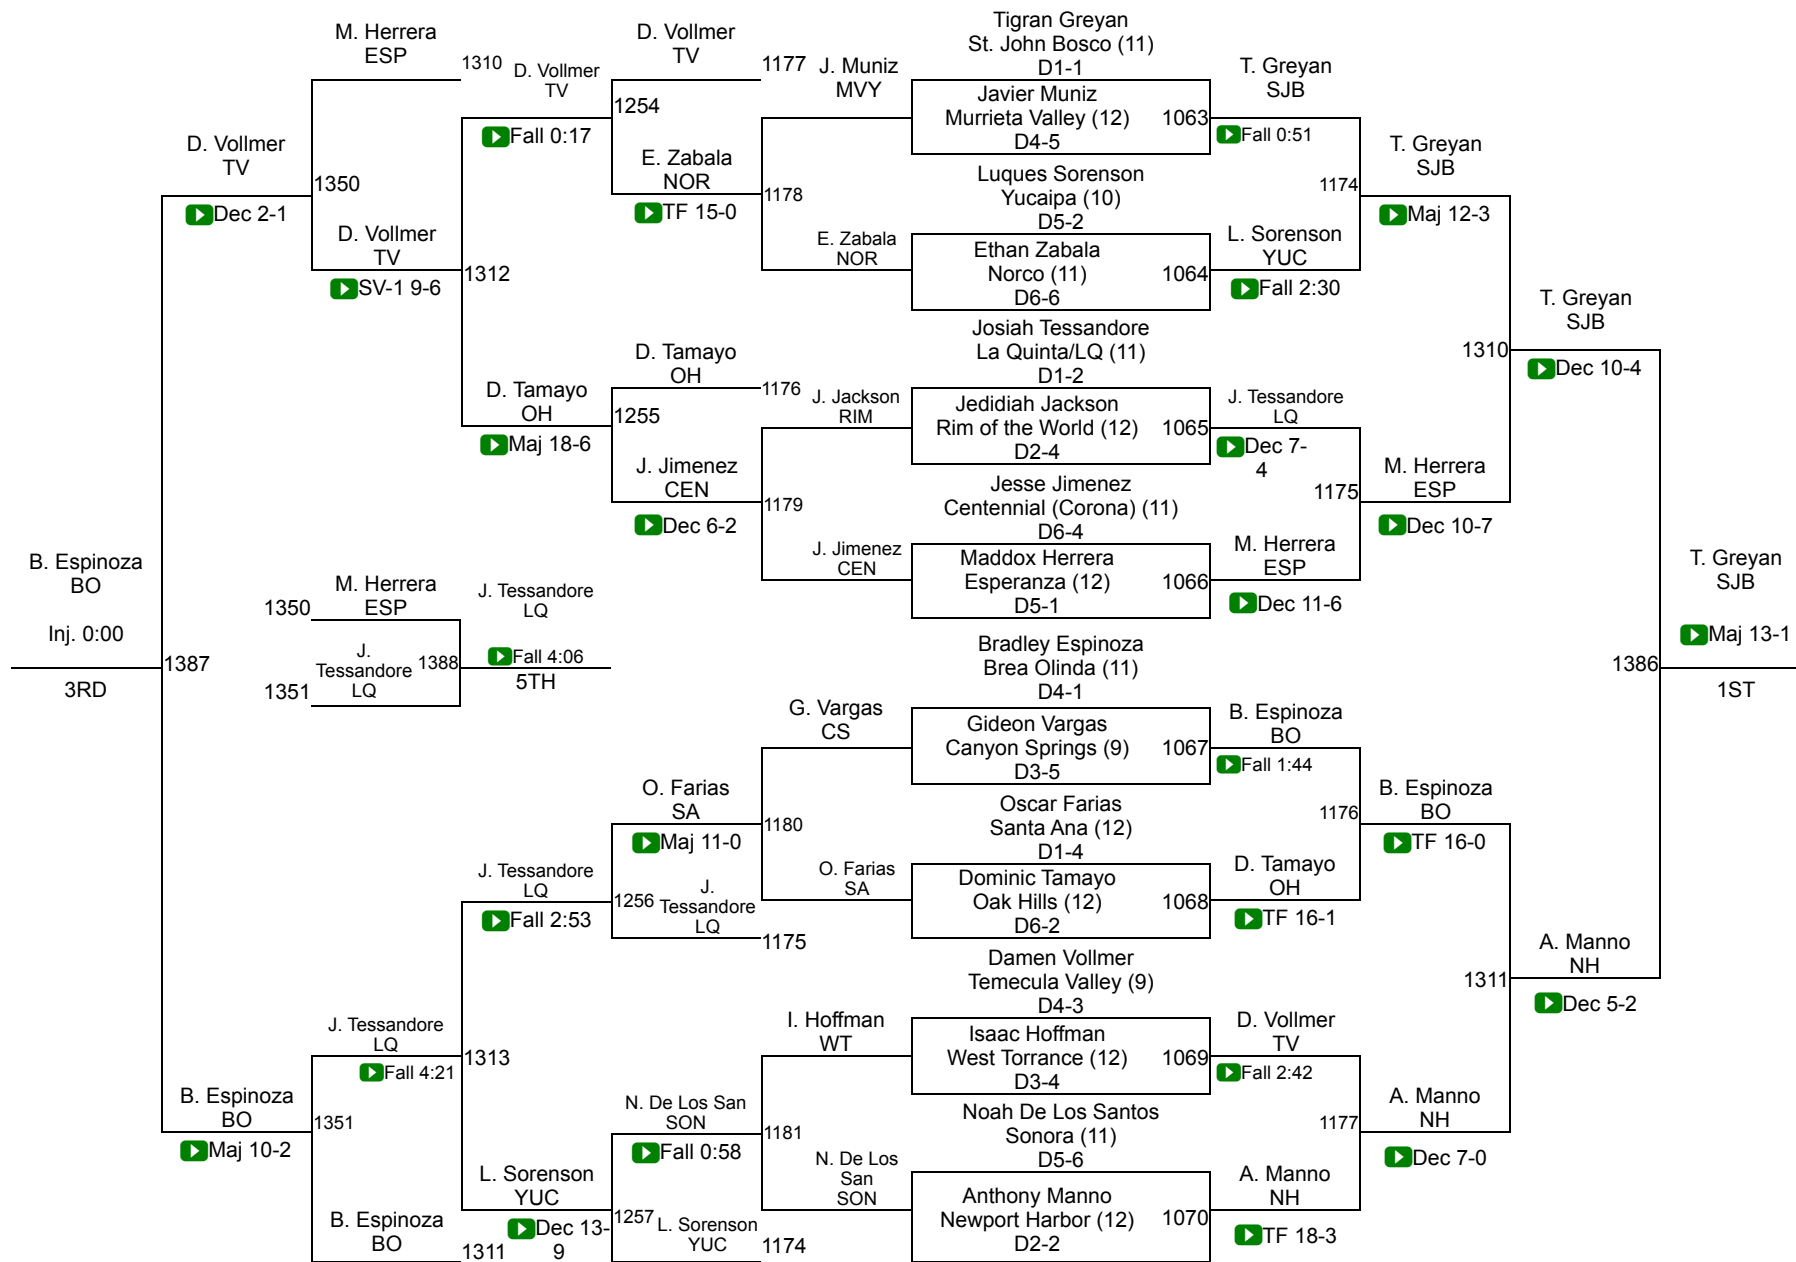 M. Herrera
ESP
1310
D. Vollmer
TV
D. Vollmer
TV
1177
J. Muniz
MVY
Tigran Greyan
St. John Bosco (11)
D1-1
T. Greyan
SJB
1254
Javier Muniz
Murrieta Valley (12)
D4-5
1063
Fall 0:17
Fall 0:51
D. Vollmer
TV
E. Zabala
NOR
T. Greyan
SJB
1350
1178
Luques Sorenson
Yucaipa (10)
D5-2
1174
Dec 2-1
TF 15-0
Maj 12-3
D. Vollmer
TV
E. Zabala
NOR
L. Sorenson
YUC
1312
Ethan Zabala
Norco (11)
D6-6
1064
SV-1 9-6
Fall 2:30
T. Greyan
SJB
Josiah Tessandore
La Quinta/LQ (11)
D1-2
1310
D. Tamayo
OH
Dec 10-4
1176
D. Tamayo
OH
J. Jackson
RIM
J. Tessandore
LQ
1255
Jedidiah Jackson
Rim of the World (12)
D2-4
1065
Maj 18-6
Dec 7-
4
J. Jimenez
CEN
M. Herrera
ESP
1179
Jesse Jimenez
Centennial (Corona) (11)
D6-4
1175
Dec 6-2
Dec 10-7
J. Jimenez
CEN
M. Herrera
ESP
B. Espinoza
BO
Maddox Herrera
Esperanza (12)
D5-1
1066
T. Greyan
SJB
M. Herrera
ESP
J. Tessandore
LQ
1350
Dec 11-6
Inj. 0:00
Maj 13-1
1387
J.
Tessandore
LQ
1388
Fall 4:06
Bradley Espinoza
Brea Olinda (11)
D4-1
1386
3RD
1351
5TH
1ST
G. Vargas
CS
B. Espinoza
BO
Gideon Vargas
Canyon Springs (9)
D3-5
1067
Fall 1:44
O. Farias
SA
B. Espinoza
BO
1180
Oscar Farias
Santa Ana (12)
D1-4
1176
Maj 11-0
TF 16-0
J. Tessandore
LQ
O. Farias
SA
D. Tamayo
OH
1256
J.
Tessandore
LQ
Dominic Tamayo
Oak Hills (12)
D6-2
1068
Fall 2:53
TF 16-1
1175
A. Manno
NH
Damen Vollmer
Temecula Valley (9)
D4-3
1311
Dec 5-2
J. Tessandore
LQ
I. Hoffman
WT
D. Vollmer
TV
1313
Isaac Hoffman
West Torrance (12)
D3-4
1069
Fall 4:21
Fall 2:42
B. Espinoza
BO
N. De Los San
SON
A. Manno
NH
1351
1181
Noah De Los Santos
Sonora (11)
D5-6
1177
Maj 10-2
Fall 0:58
Dec 7-0
L. Sorenson
YUC
N. De Los
San
SON
A. Manno
NH
B. Espinoza
BO
1257
L. Sorenson
YUC
Anthony Manno
Newport Harbor (12)
D2-2
1070
Dec 13-
9
TF 18-3
1311
1174